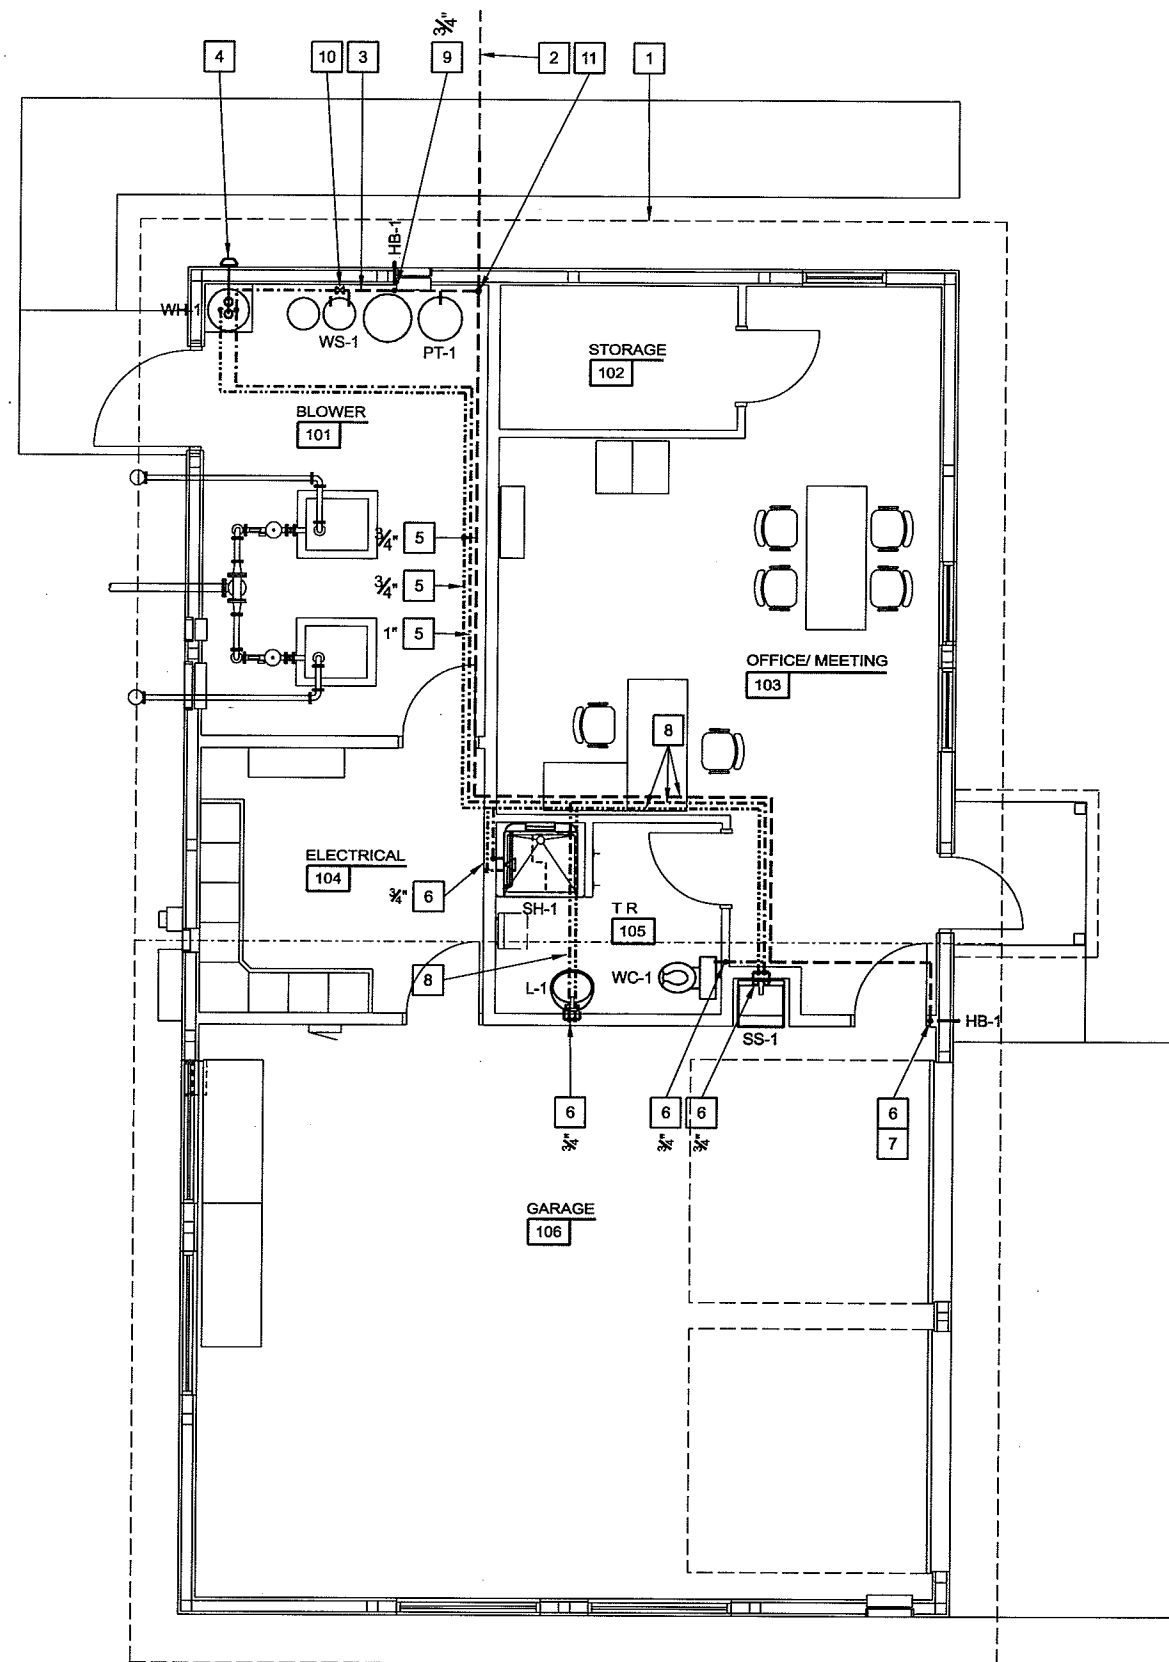 3/4"
4
10
3
9
2
11
1
HB-1
WH-1
WS-1
PT-1
STORAGE
102
BLOWER
101
3/4" 5
3/4" 5
1" 5
OFFICE/ MEETING
103
8
ELECTRICAL
104
3/4" 6
SH-1
T R
105
8
L-1
WC-1
SS-1
HB-1
6
3/4"
6
3/4"
6
3/4"
6
7
GARAGE
106